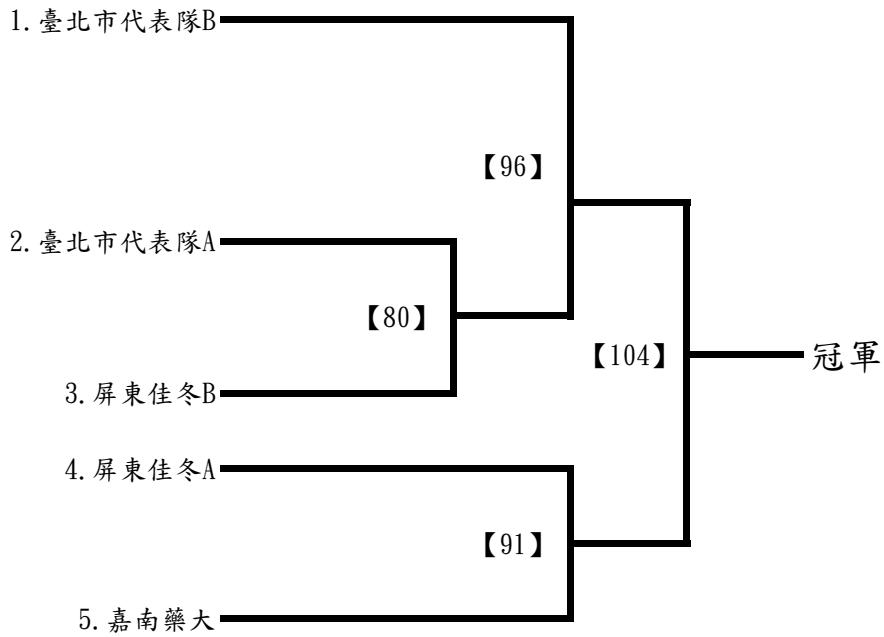 1.臺北市代表隊B
【96】
2.臺北市代表隊A
【80】
【104】
冠軍
3.屏東佳冬B
4.屏東佳冬A
【91】
5.嘉南藥大